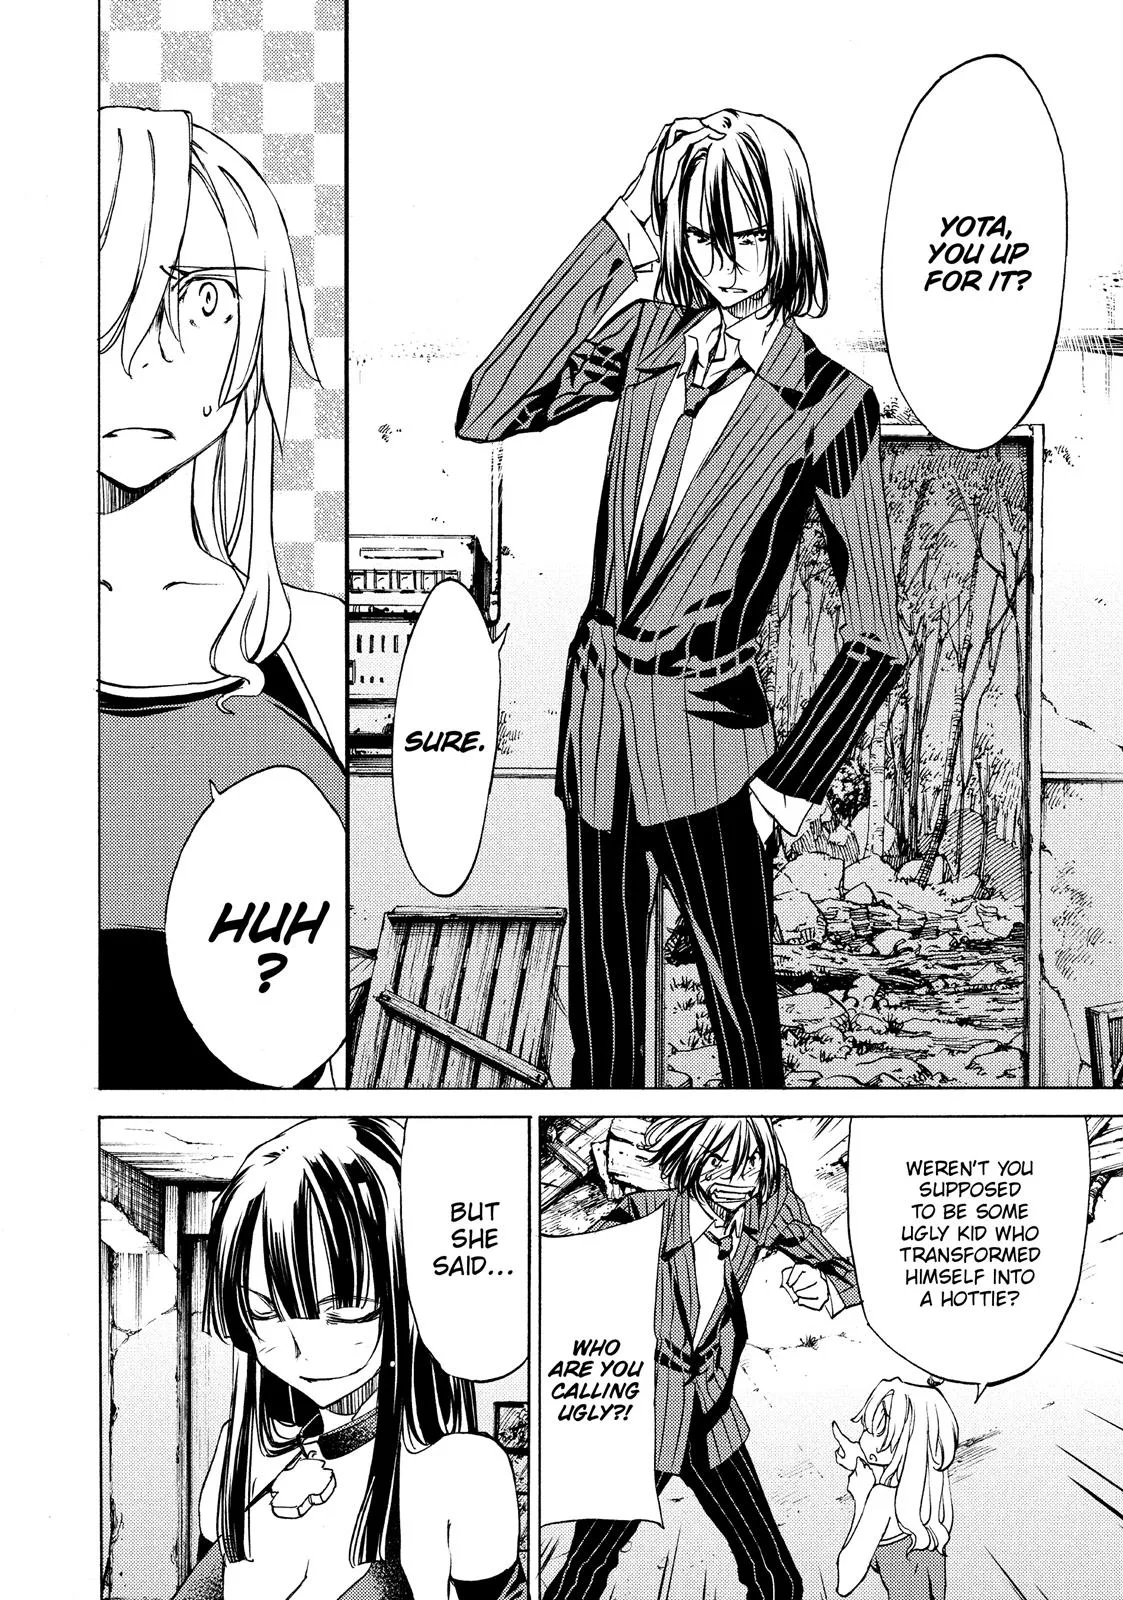 YOTA,
YOU UP
FOR IT?
SURE.
HUH
?
WEREN'T YOU
SUPPOSED
TO BE SOME
UGLY KID WHO
TRANSFORMED
HIMSELF INTO
A HOTTIE?
WHO
ARE YOU
CALLING
UGLY?!
BUT
SHE
SAID...